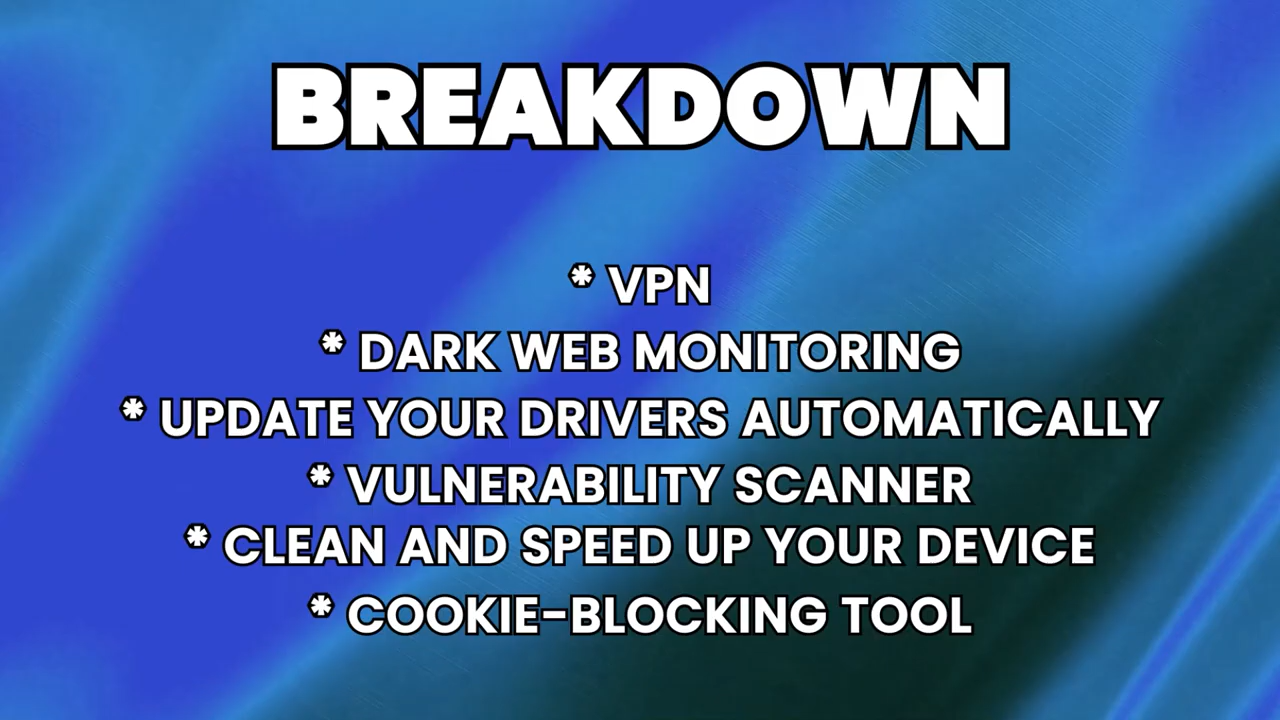 BREAKDOWN
* VPN
* DARK WEB MONITORING
* UPDATE YOUR DRIVERS AUTOMATICALLY
* VULNERABILITY SCANNER
* CLEAN AND SPEED UP YOUR DEVICE
* COOKIE-BLOCKING TOOL